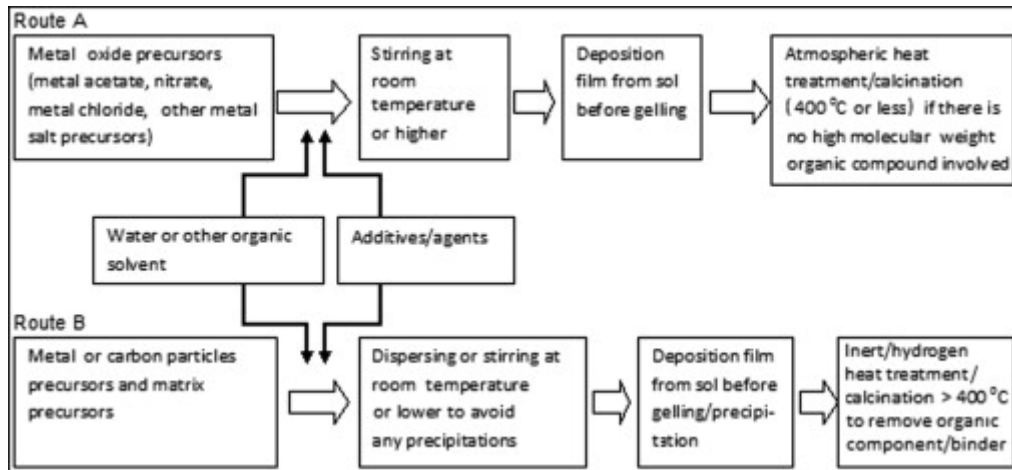 Route A
Metal oxide precursors
(metal acetate, nitrate,
metal chloride, other metal
salt precursors)
Stirring at
room
temperature
or higher
Deposition
film from sol
before gelling
Atmospheric heat
treatment/calcination
(400 °C or less) if there is
no high molecular weight
organic compound involved
Water or other organic
solvent
Additives/agents
Route B
Metal or carbon particles
precursors and matrix
precursors
Dispersing or stirring at
room temperature
or lower to avoid
any precipitations
Deposition film
from sol before
gelling/precipi-
tation
Inert/hydrogen
heat treatment/
calcination > 400 °C
to remove organic
component/binder